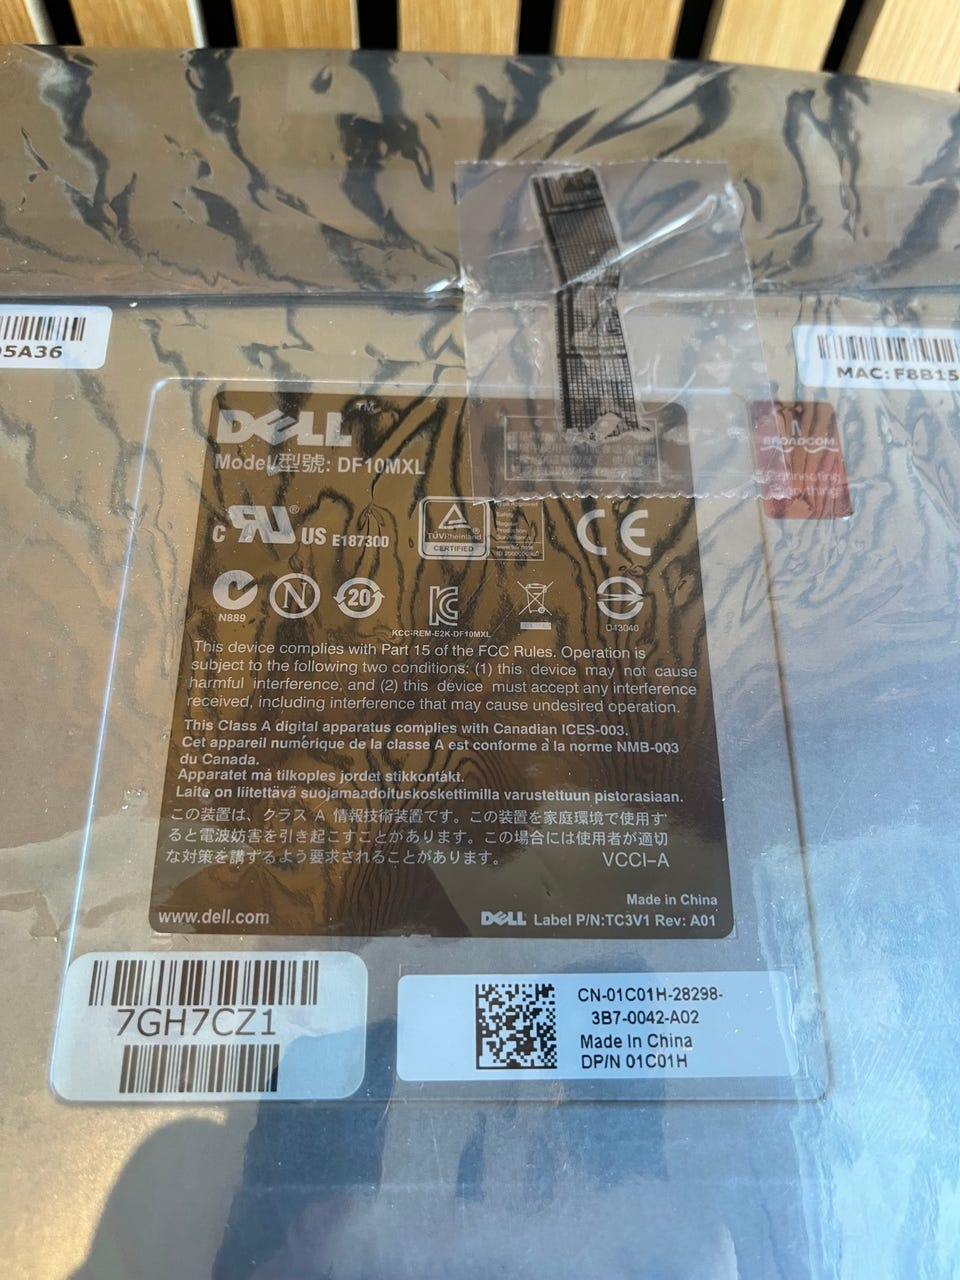 MAC: F8B15
DELL™
Model/型號: DF10MXL
BROADCOM
TÜVRheinland®
CERTIFIED
C RU® US E187300
CE
N889
N
20
KCC-REM-E2K-DF10MXL
D43040
This device complies with Part 15 of the FCC Rules. Operation is
subject to the following two conditions: (1) this device may not cause
harmful interference, and (2) this device must accept any interference
received, including interference that may cause undesired operation.
This Class A digital apparatus complies with Canadian ICES-003.
Cet appareil numérique de la classe A est conforme à la norme NMB-003
du Canada.
Apparatet må tilkoples jordet stikkontakt.
Laite on liitettävä suojamaadoituskoskettimilla varustettuun pistorasiaan.
この装置は、クラス A 情報技術装置です。この装置を家庭環境で使用す
ると電波妨害を引き起こすことがあります。この場合には使用者が適切
な対策を講ずるよう要求されることがあります。 VCCI-A
Made in China
www.dell.com
DELL Label P/N:TC3V1 Rev: A01
7GH7CZ1
CN-01C01H-28298-
3B7-0042-A02
Made In China
DP/N 01C01H